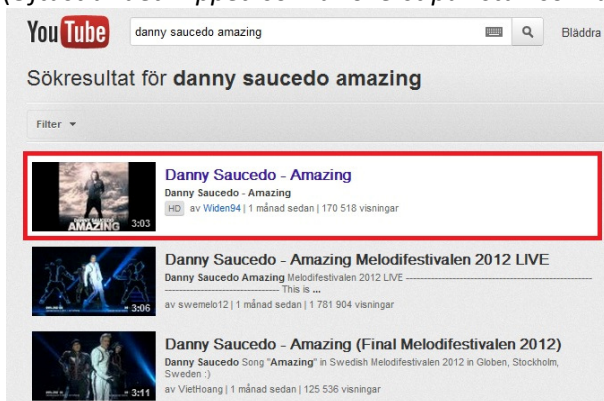 You Tube
danny saucedo amazing
Bläddra
Sökresultat för danny saucedo amazing
Filter
Danny Saucedo - Amazing
Danny Saucedo - Amazing
HD av Widen94 | 1 månad sedan | 170 518 visningar
AMAZING
3:03
Danny Saucedo - Amazing Melodifestivalen 2012 LIVE
Danny Saucedo Amazing Melodifestivalen 2012 LIVE ------------------------------------------------
------------------------------ This is ...
av swemelo12 | 1 månad sedan | 1 781 904 visningar
3:06
Danny Saucedo - Amazing (Final Melodifestivalen 2012)
Danny Saucedo Song "Amazing" in Swedish Melodifestivalen 2012 in Globen, Stockholm,
Sweden :)
av VietHoang | 1 månad sedan | 125 536 visningar
3:11